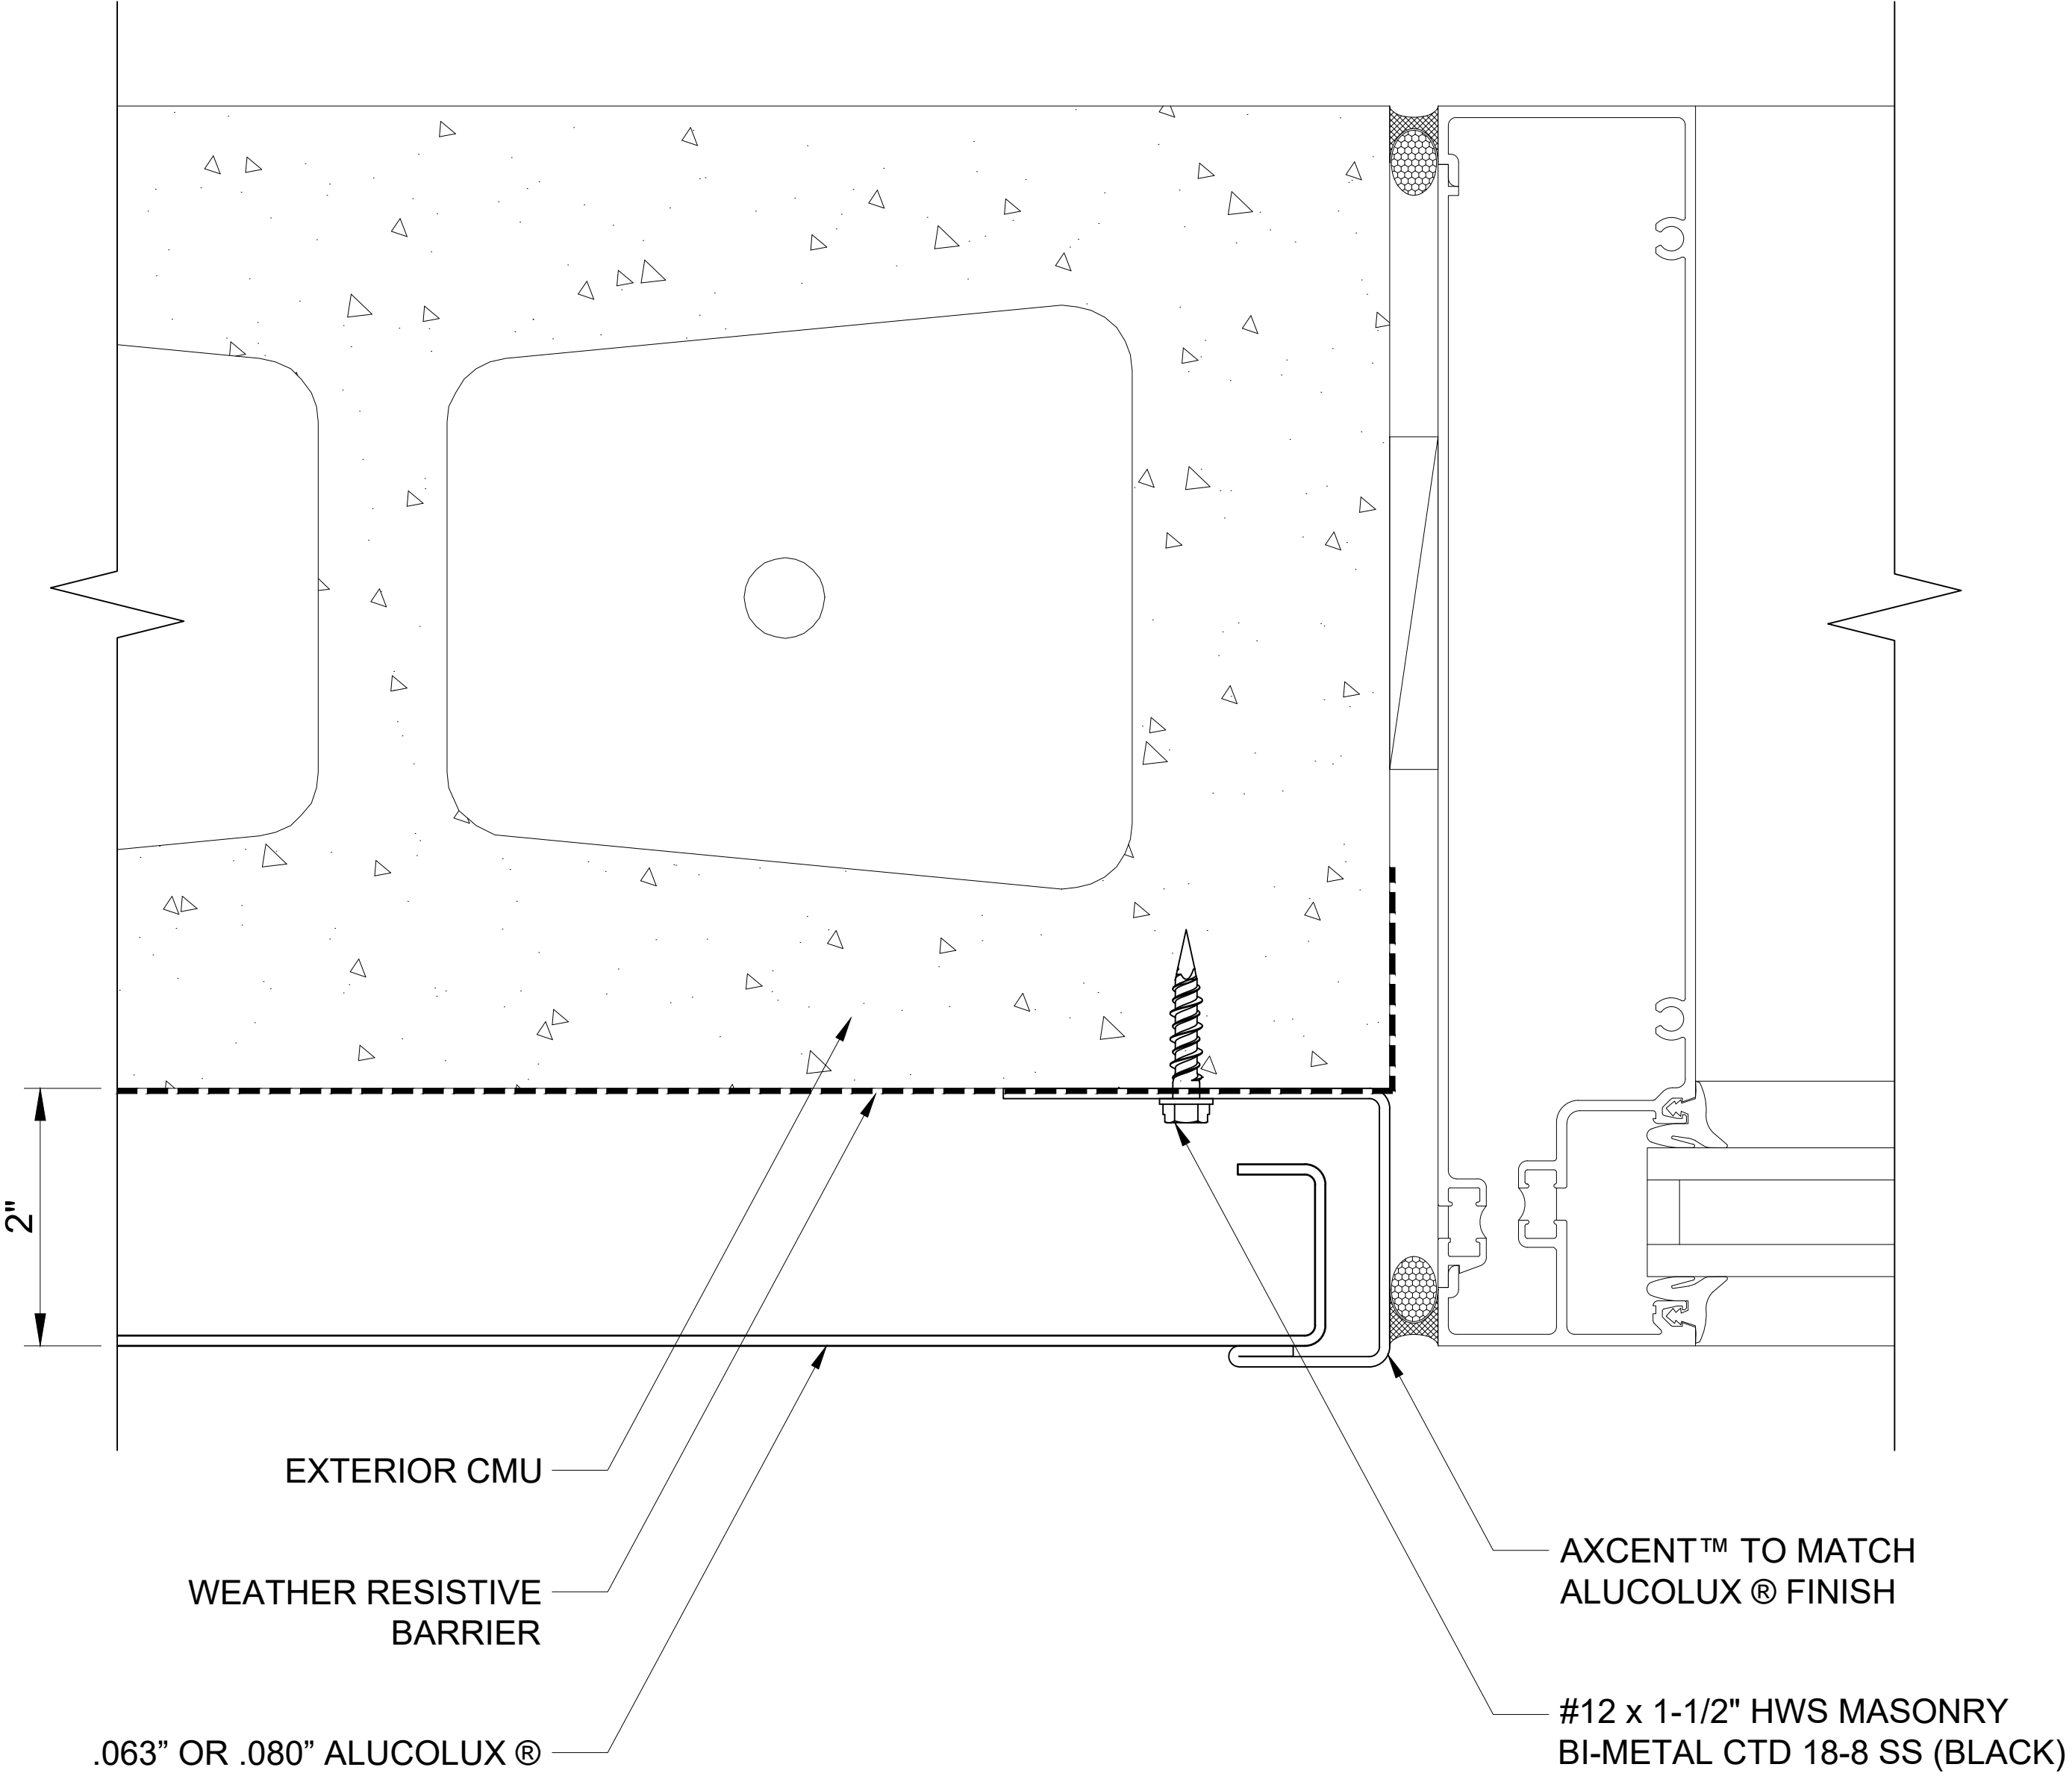 2"
EXTERIOR CMU
WEATHER RESISTIVE
BARRIER
.063” OR .080” ALUCOLUX ®
AXCENT™ TO MATCH
ALUCOLUX ® FINISH
#12 x 1-1/2" HWS MASONRY
BI-METAL CTD 18-8 SS (BLACK)